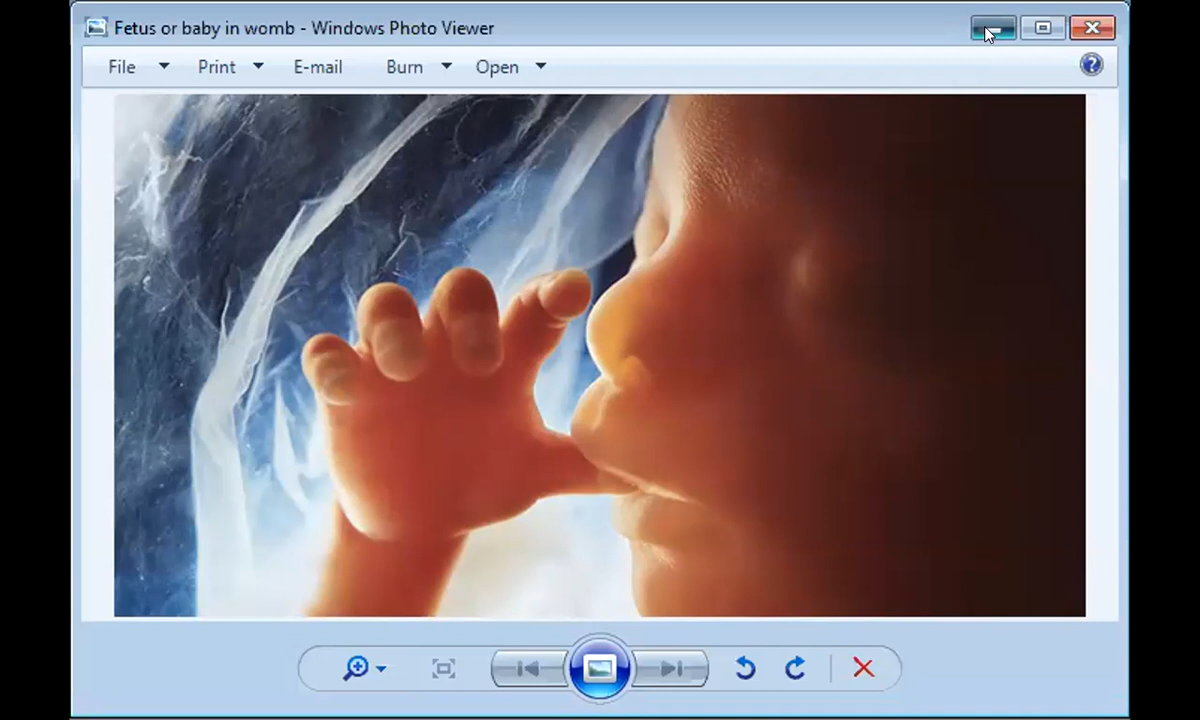 Fetus or baby in womb - Windows Photo Viewer
File Print E-mail Burn Open